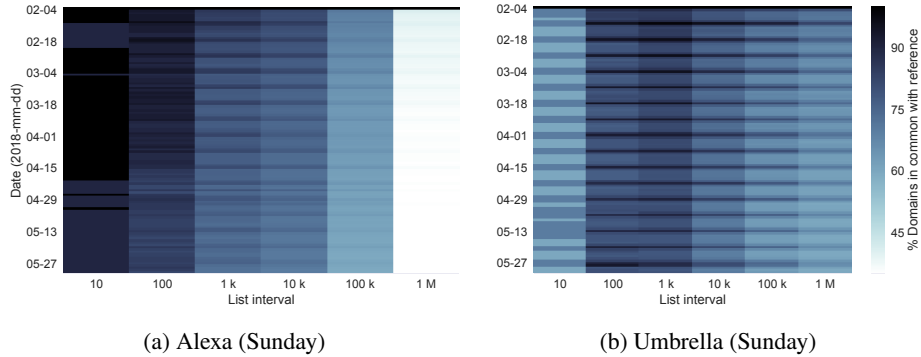 02-04
02-18
03-04
03-18
04-01
04-15
04-29
05-13
05-27
Date (2018-mm-dd)
10 100 1 k 10 k 100 k 1 M
List interval
(a) Alexa (Sunday)
02-04
02-18
03-04
03-18
04-01
04-15
04-29
05-13
05-27
10 100 1 k 10 k 100 k 1 M
List interval
(b) Umbrella (Sunday)
90
75
60
45
% Domains in common with reference